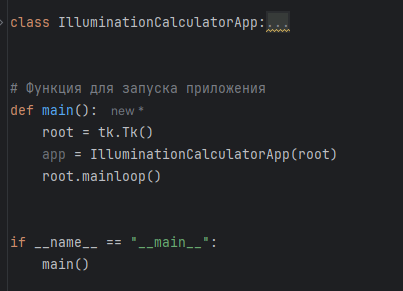 class IlluminationCalculatorApp:...
# Функция для запуска приложения
def main(): new *
    root = tk.Tk()
    app = IlluminationCalculatorApp(root)
    root.mainloop()
if __name__ == "__main__":
    main()